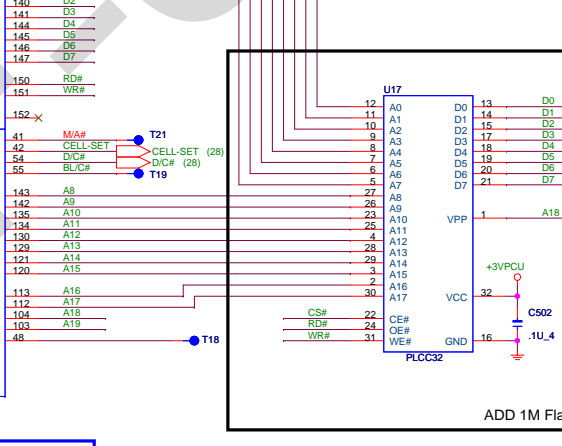 140 D2
141 D3
144 D4
145 D5
146 D6
147 D7
150 RD#
151 WR#
152
41 M/A# T21
42 CELL-SET CELL-SET (28)
54 D/C# D/C# (28)
55 BL/C# T19
143 A8
142 A9
135 A10
134 A11
130 A12
129 A13
121 A14
120 A15
113 A16
112 A17
104 A18
103 A19
48 T18
U17
12 A0 D0 13 D0
11 A1 D1 14 D1
10 A2 D2 15 D2
9 A3 D3 17 D3
8 A4 D4 18 D4
7 A5 D5 19 D5
6 A6 D6 20 D6
5 A7 D7 21 D7
27 A8
26 A9
23 A10 VPP 1 A18
25 A11
4 A12
28 A13
29 A14
3 A15
2 A16
30 A17 VCC 32
+3VPCU
CS# 22 CE#
RD# 24 OE#
WR# 31 WE# GND 16
C502
.1U_4
PLCC32
ADD 1M